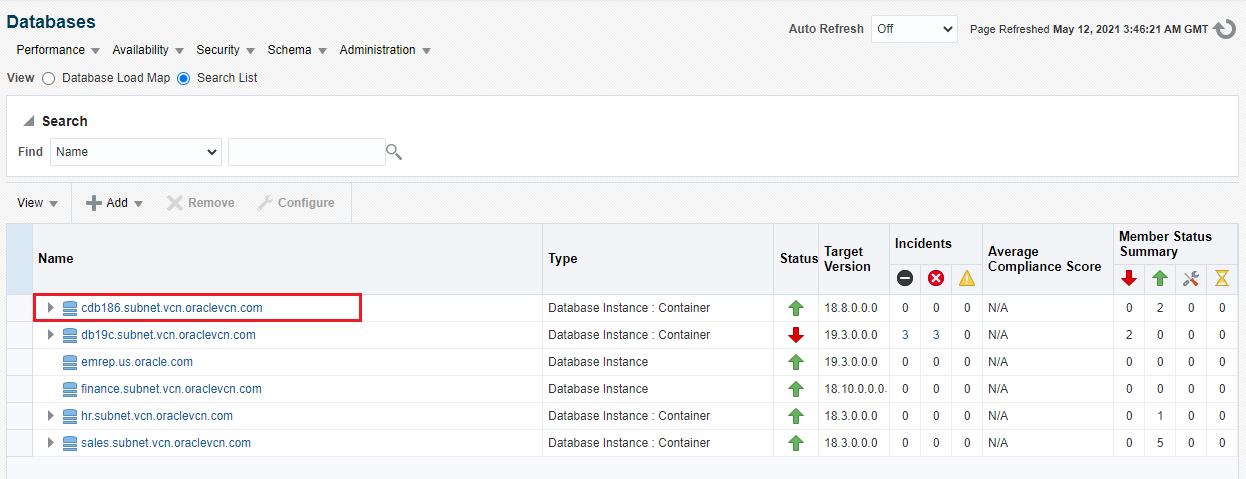 Databases
Auto Refresh Off Page Refreshed May 12, 2021 3:46:21 AM GMT
Performance Availability Security Schema Administration
View Database Load Map Search List
Search
Find Name
View Add Remove Configure
Name Type Status Target Version Incidents Average Compliance Score Member Status Summary
cdb186.subnet.vcn.oraclevcn.com Database Instance : Container 18.8.0.0.0 0 0 0 N/A 0 2 0 0
db19c.subnet.vcn.oraclevcn.com Database Instance : Container 19.3.0.0.0 3 3 0 N/A 2 0 0 0
emrep.us.oracle.com Database Instance 19.3.0.0.0 0 0 0 N/A 0 0 0 0
finance.subnet.vcn.oraclevcn.com Database Instance 18.10.0.0.0. 0 0 0 N/A 0 0 0 0
hr.subnet.vcn.oraclevcn.com Database Instance : Container 18.3.0.0.0 0 0 0 N/A 0 1 0 0
sales.subnet.vcn.oraclevcn.com Database Instance : Container 18.3.0.0.0 0 0 0 N/A 0 5 0 0